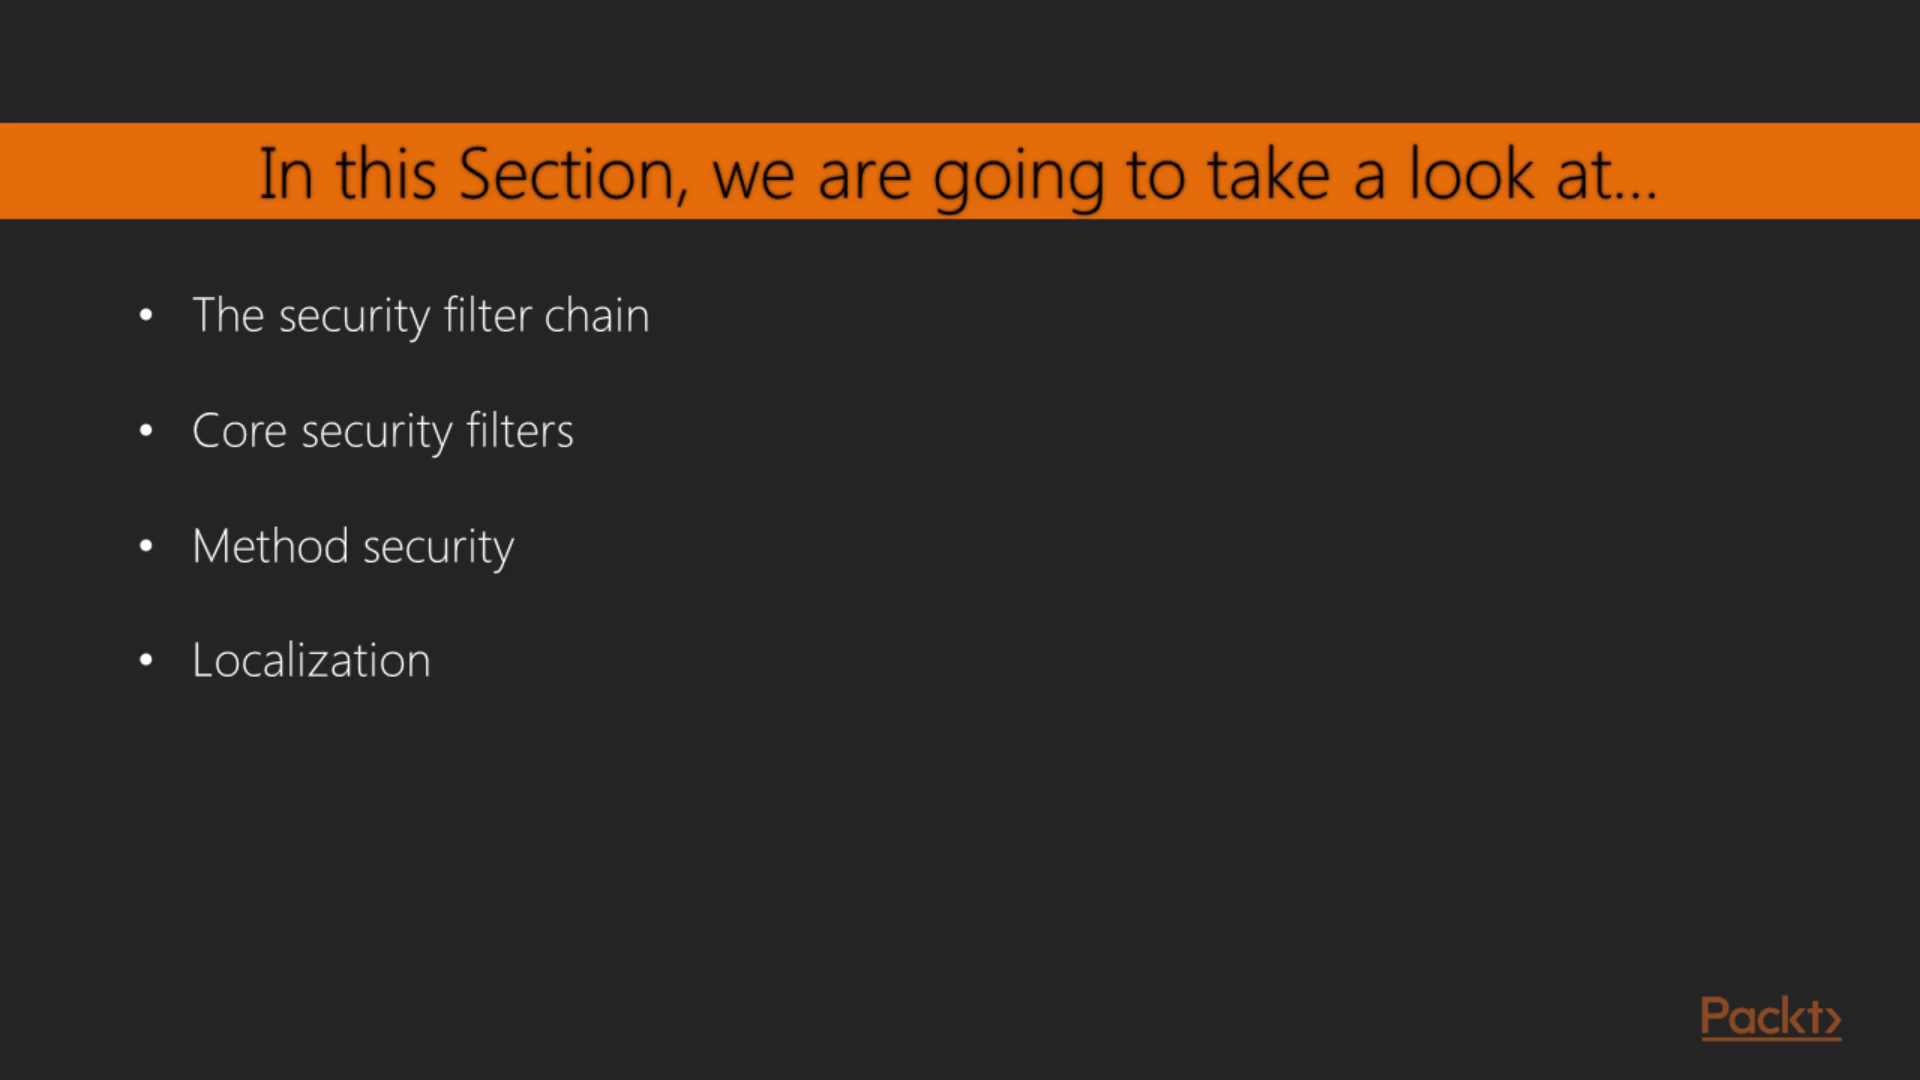 In this Section, we are going to take a look at...
• The security filter chain
• Core security filters
• Method security
• Localization
Packt>